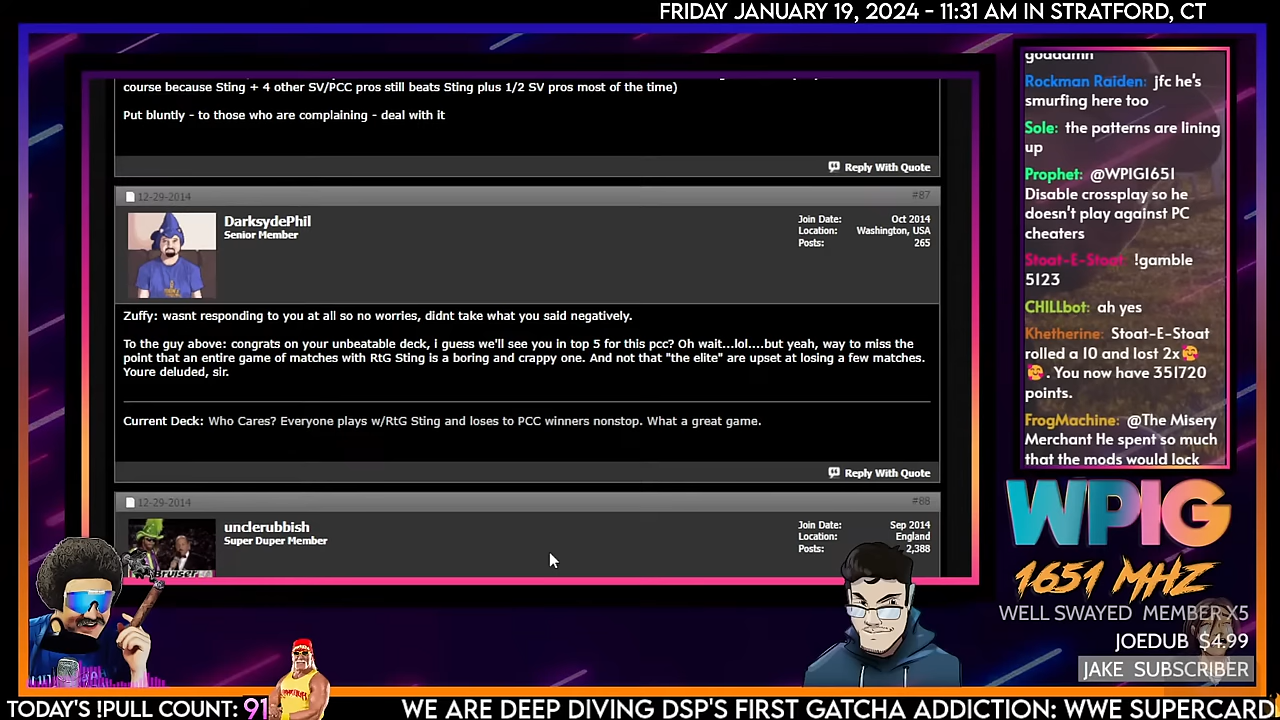 FRIDAY JANUARY 19, 2024 - 11:31 AM IN STRATFORD, CT
course because Sting + 4 other SV/PCC pros still beats Sting plus 1/2 SV pros most of the time)
Put bluntly - to those who are complaining - deal with it
Reply With Quote
12-29-2014
#87
DarksydePhil
Senior Member
Join Date: Oct 2014
Location: Washington, USA
Posts: 265
Zuffy: wasnt responding to you at all so no worries, didnt take what you said negatively.
To the guy above: congrats on your unbeatable deck, i guess we'll see you in top 5 for this pcc? Oh wait...lol....but yeah, way to miss the
point that an entire game of matches with RtG Sting is a boring and crappy one. And not that "the elite" are upset at losing a few matches.
Youre deluded, sir.
Current Deck: Who Cares? Everyone plays w/RtG Sting and loses to PCC winners nonstop. What a great game.
Reply With Quote
12-29-2014
#88
unclerubbish
Super Duper Member
Join Date: Sep 2014
Location: England
Posts: 2,388
Bruiser
goddamn
Rockman Raiden: jfc he's
smurfing here too
Sole: the patterns are lining
up
Prophet: @WPIG1651
Disable crossplay so he
doesn't play against PC
cheaters
Stoat-E-Stoat: !gamble
5123
CHILLbot: ah yes
Khetherine: Stoat-E-Stoat
rolled a 10 and lost 2x
. You now have 351720
points.
FrogMachine: @The Misery
Merchant He spent so much
that the mods would lock
WPIG
1651 MHZ
WELL SWAYED MEMBER X5
JOEDUB $4.99
JAKE SUBSCRIBER
TODAY'S !PULL COUNT: 91
WE ARE DEEP DIVING DSP'S FIRST GATCHA ADDICTION: WWE SUPERCARD